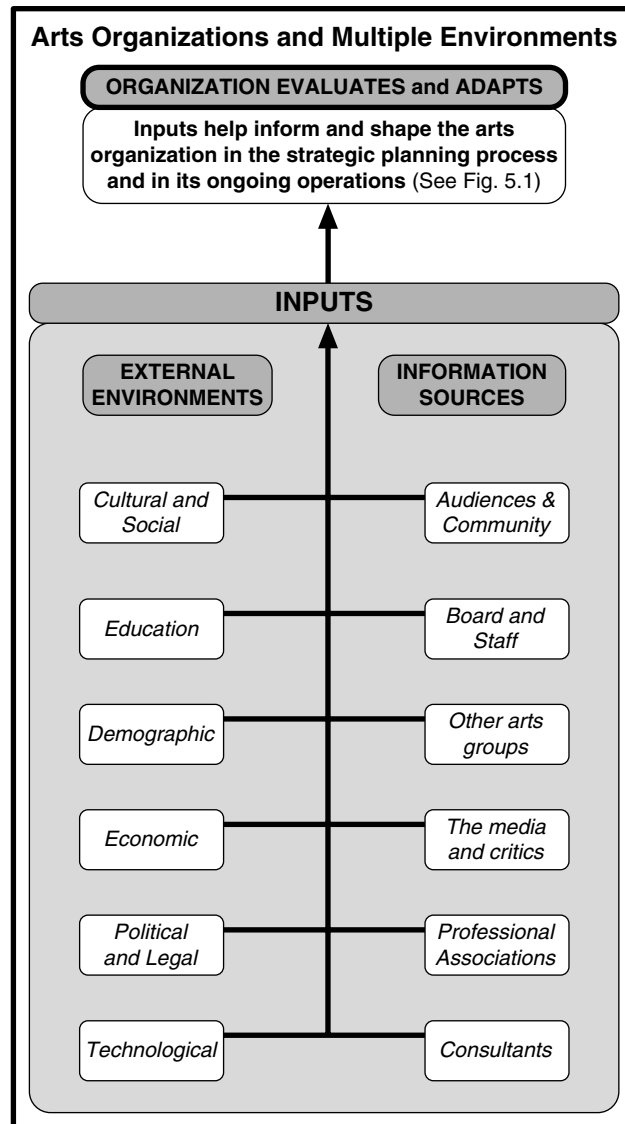 Arts Organizations and Multiple Environments
ORGANIZATION EVALUATES and ADAPTS
Inputs help inform and shape the arts
organization in the strategic planning process
and in its ongoing operations (See Fig. 5.1)
INPUTS
EXTERNAL
ENVIRONMENTS
Cultural and
Social
Education
Demographic
Economic
Political
and Legal
Technological
INFORMATION
SOURCES
Audiences &
Community
Board and
Staff
Other arts
groups
The media
and critics
Professional
Associations
Consultants